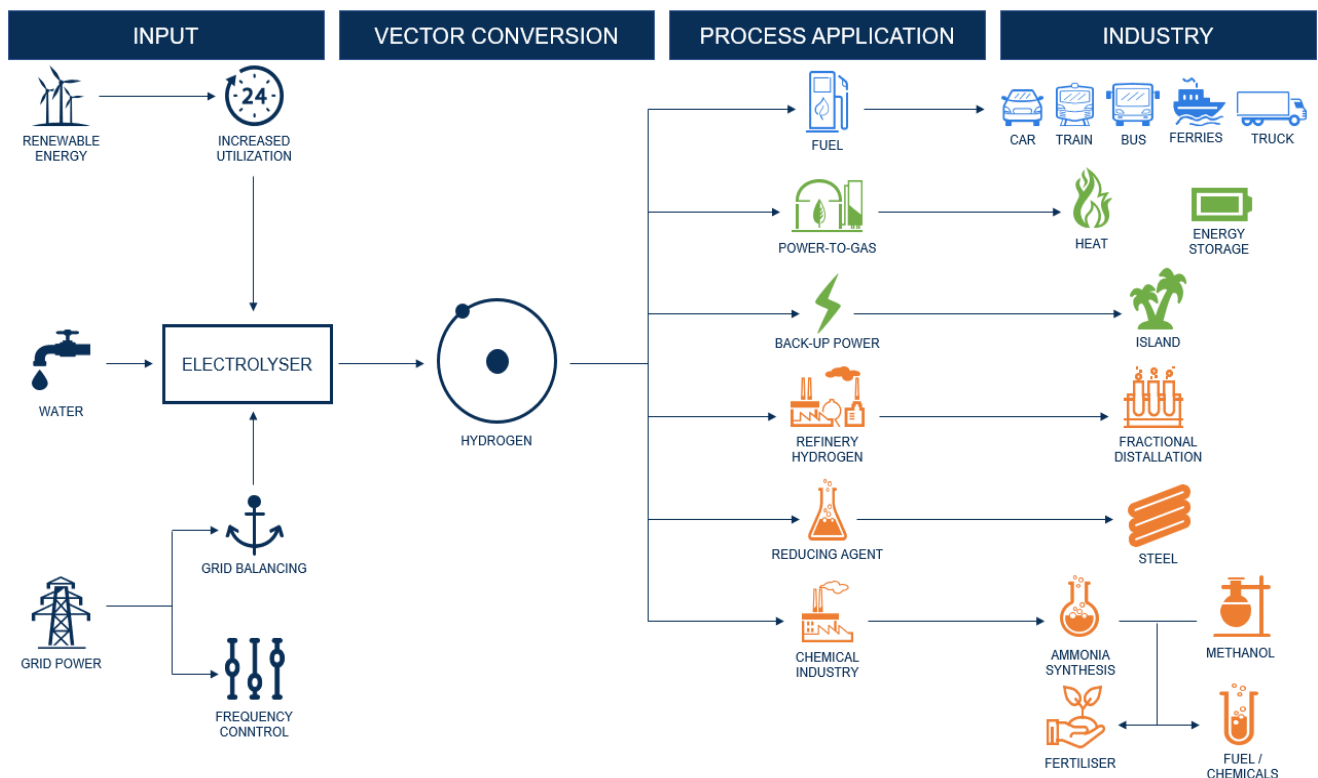 INPUT
VECTOR CONVERSION
PROCESS APPLICATION
INDUSTRY
24
RENEWABLE
ENERGY
INCREASED
UTILIZATION
FUEL
CAR
TRAIN
BUS
FERRIES
TRUCK
POWER-TO-GAS
HEAT
ENERGY
STORAGE
WATER
ELECTROLYSER
HYDROGEN
BACK-UP POWER
ISLAND
REFINERY
HYDROGEN
FRACTIONAL
DISTALLATION
GRID BALANCING
REDUCING AGENT
STEEL
GRID POWER
FREQUENCY
CONNTROL
CHEMICAL
INDUSTRY
AMMONIA
SYNTHESIS
METHANOL
FERTILISER
FUEL /
CHEMICALS